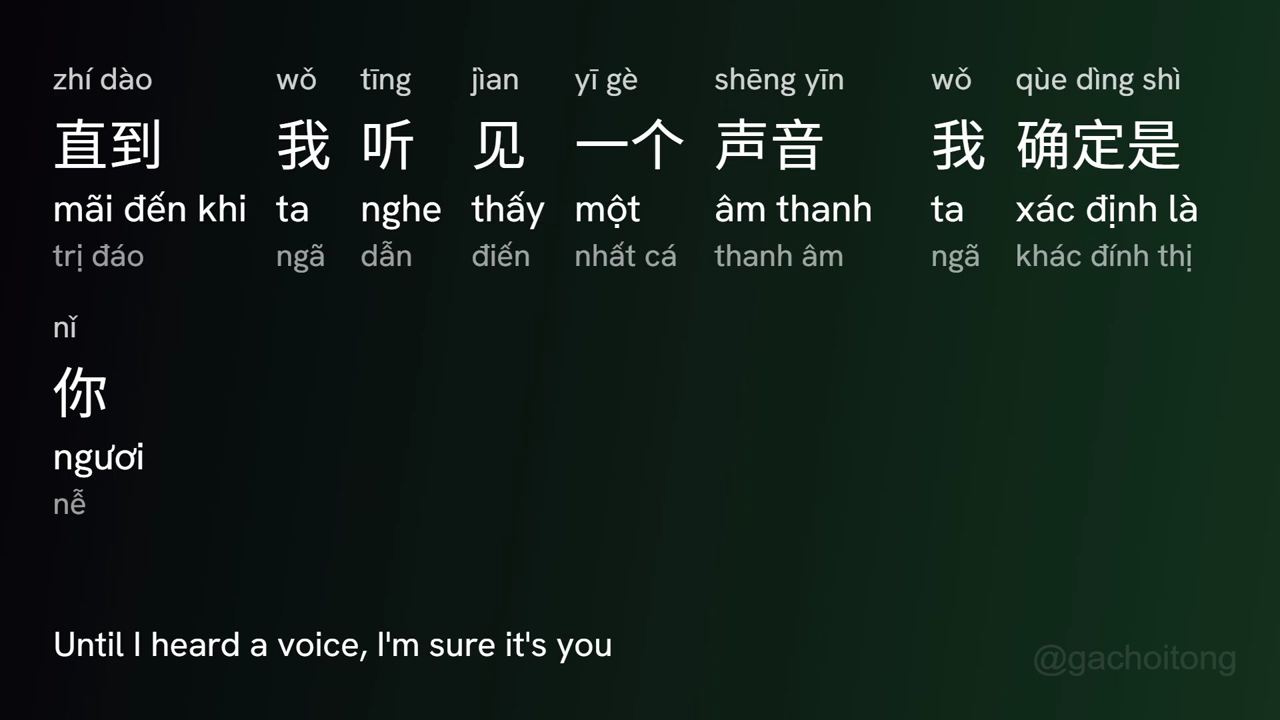 zhí dào wǒ tīng jìan yī gè shēng yīn wǒ qùe dìng shì
直到 我 听 见 一个 声音 我 确定是
mãi đến khi ta nghe thấy một âm thanh ta xác định là
trị đáo ngã dẫn điến nhất cá thanh âm ngã khác đính thị
nǐ
你
ngươi
nễ
Until I heard a voice, I'm sure it's you
@gachoitong